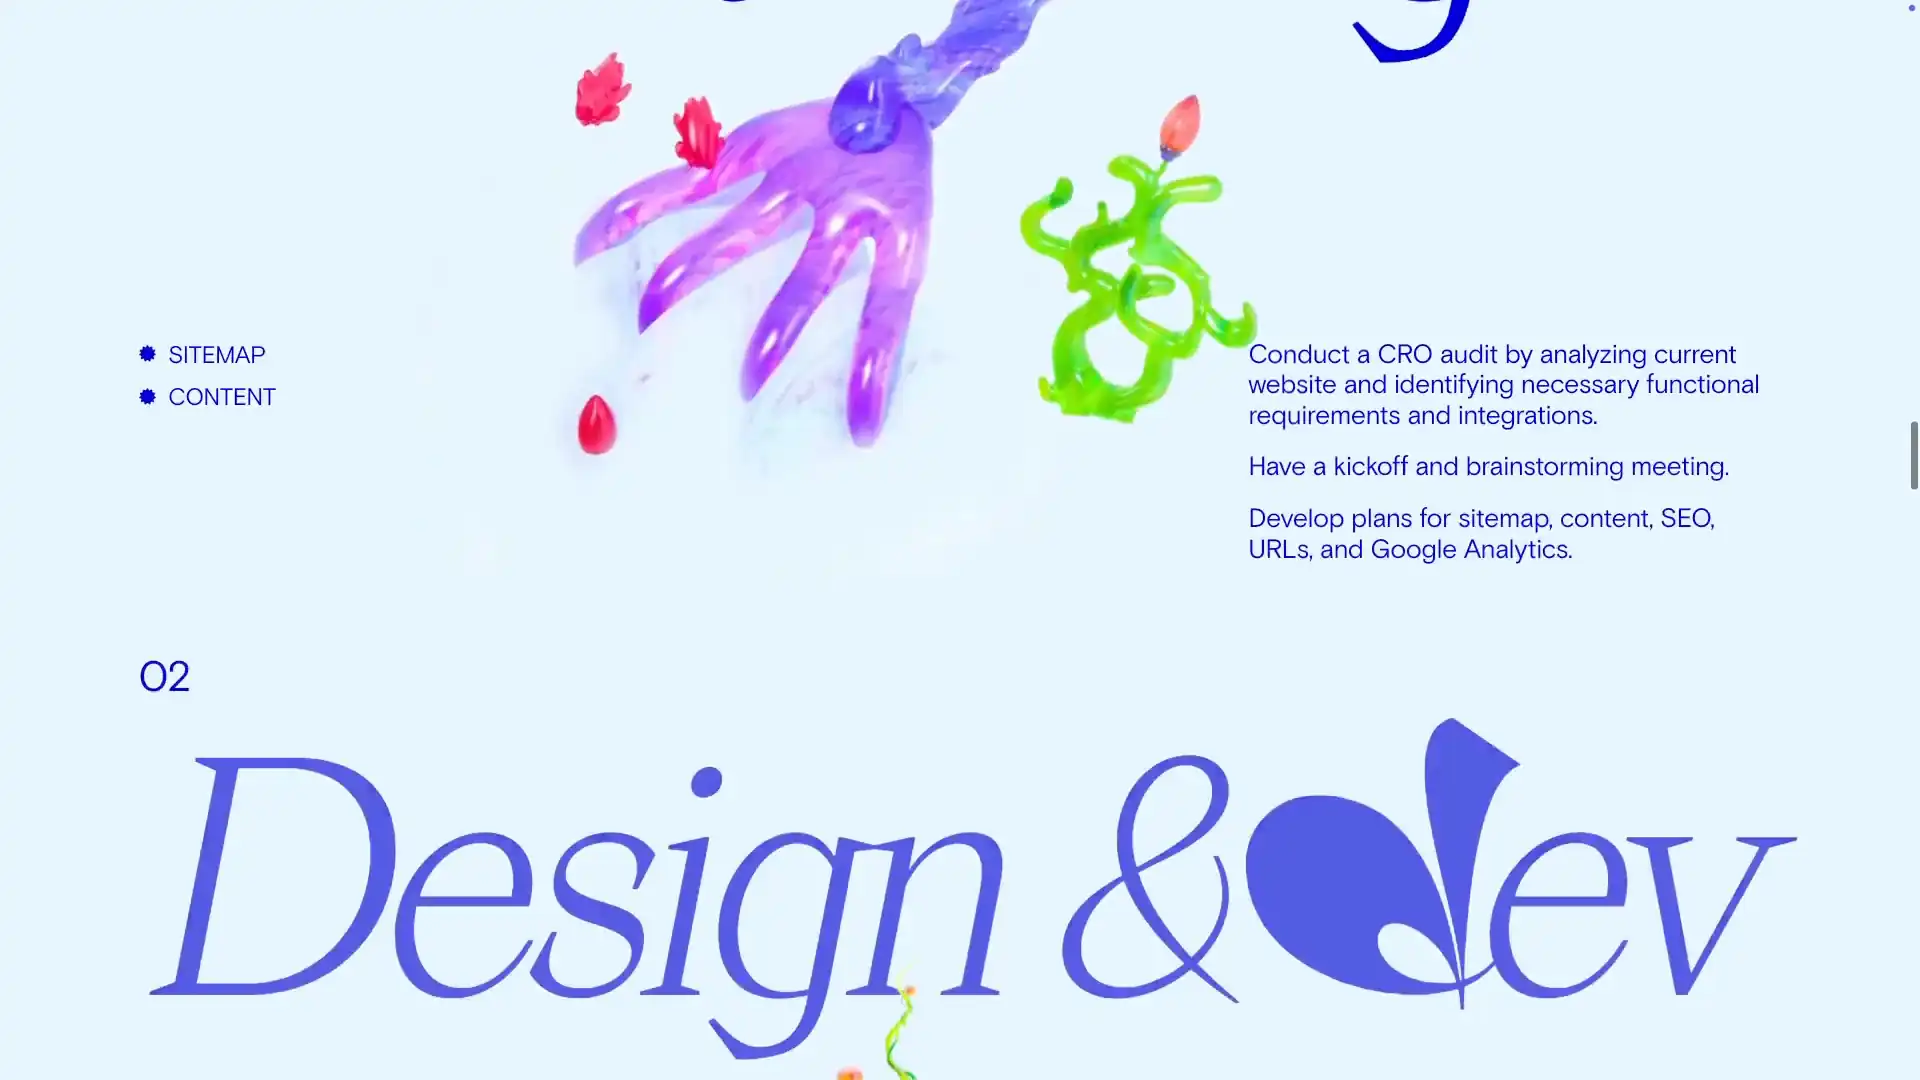 SITEMAP
CONTENT
Conduct a CRO audit by analyzing current
website and identifying necessary functional
requirements and integrations.
Have a kickoff and brainstorming meeting.
Develop plans for sitemap, content, SEO,
URLs, and Google Analytics.
02
Design & dev